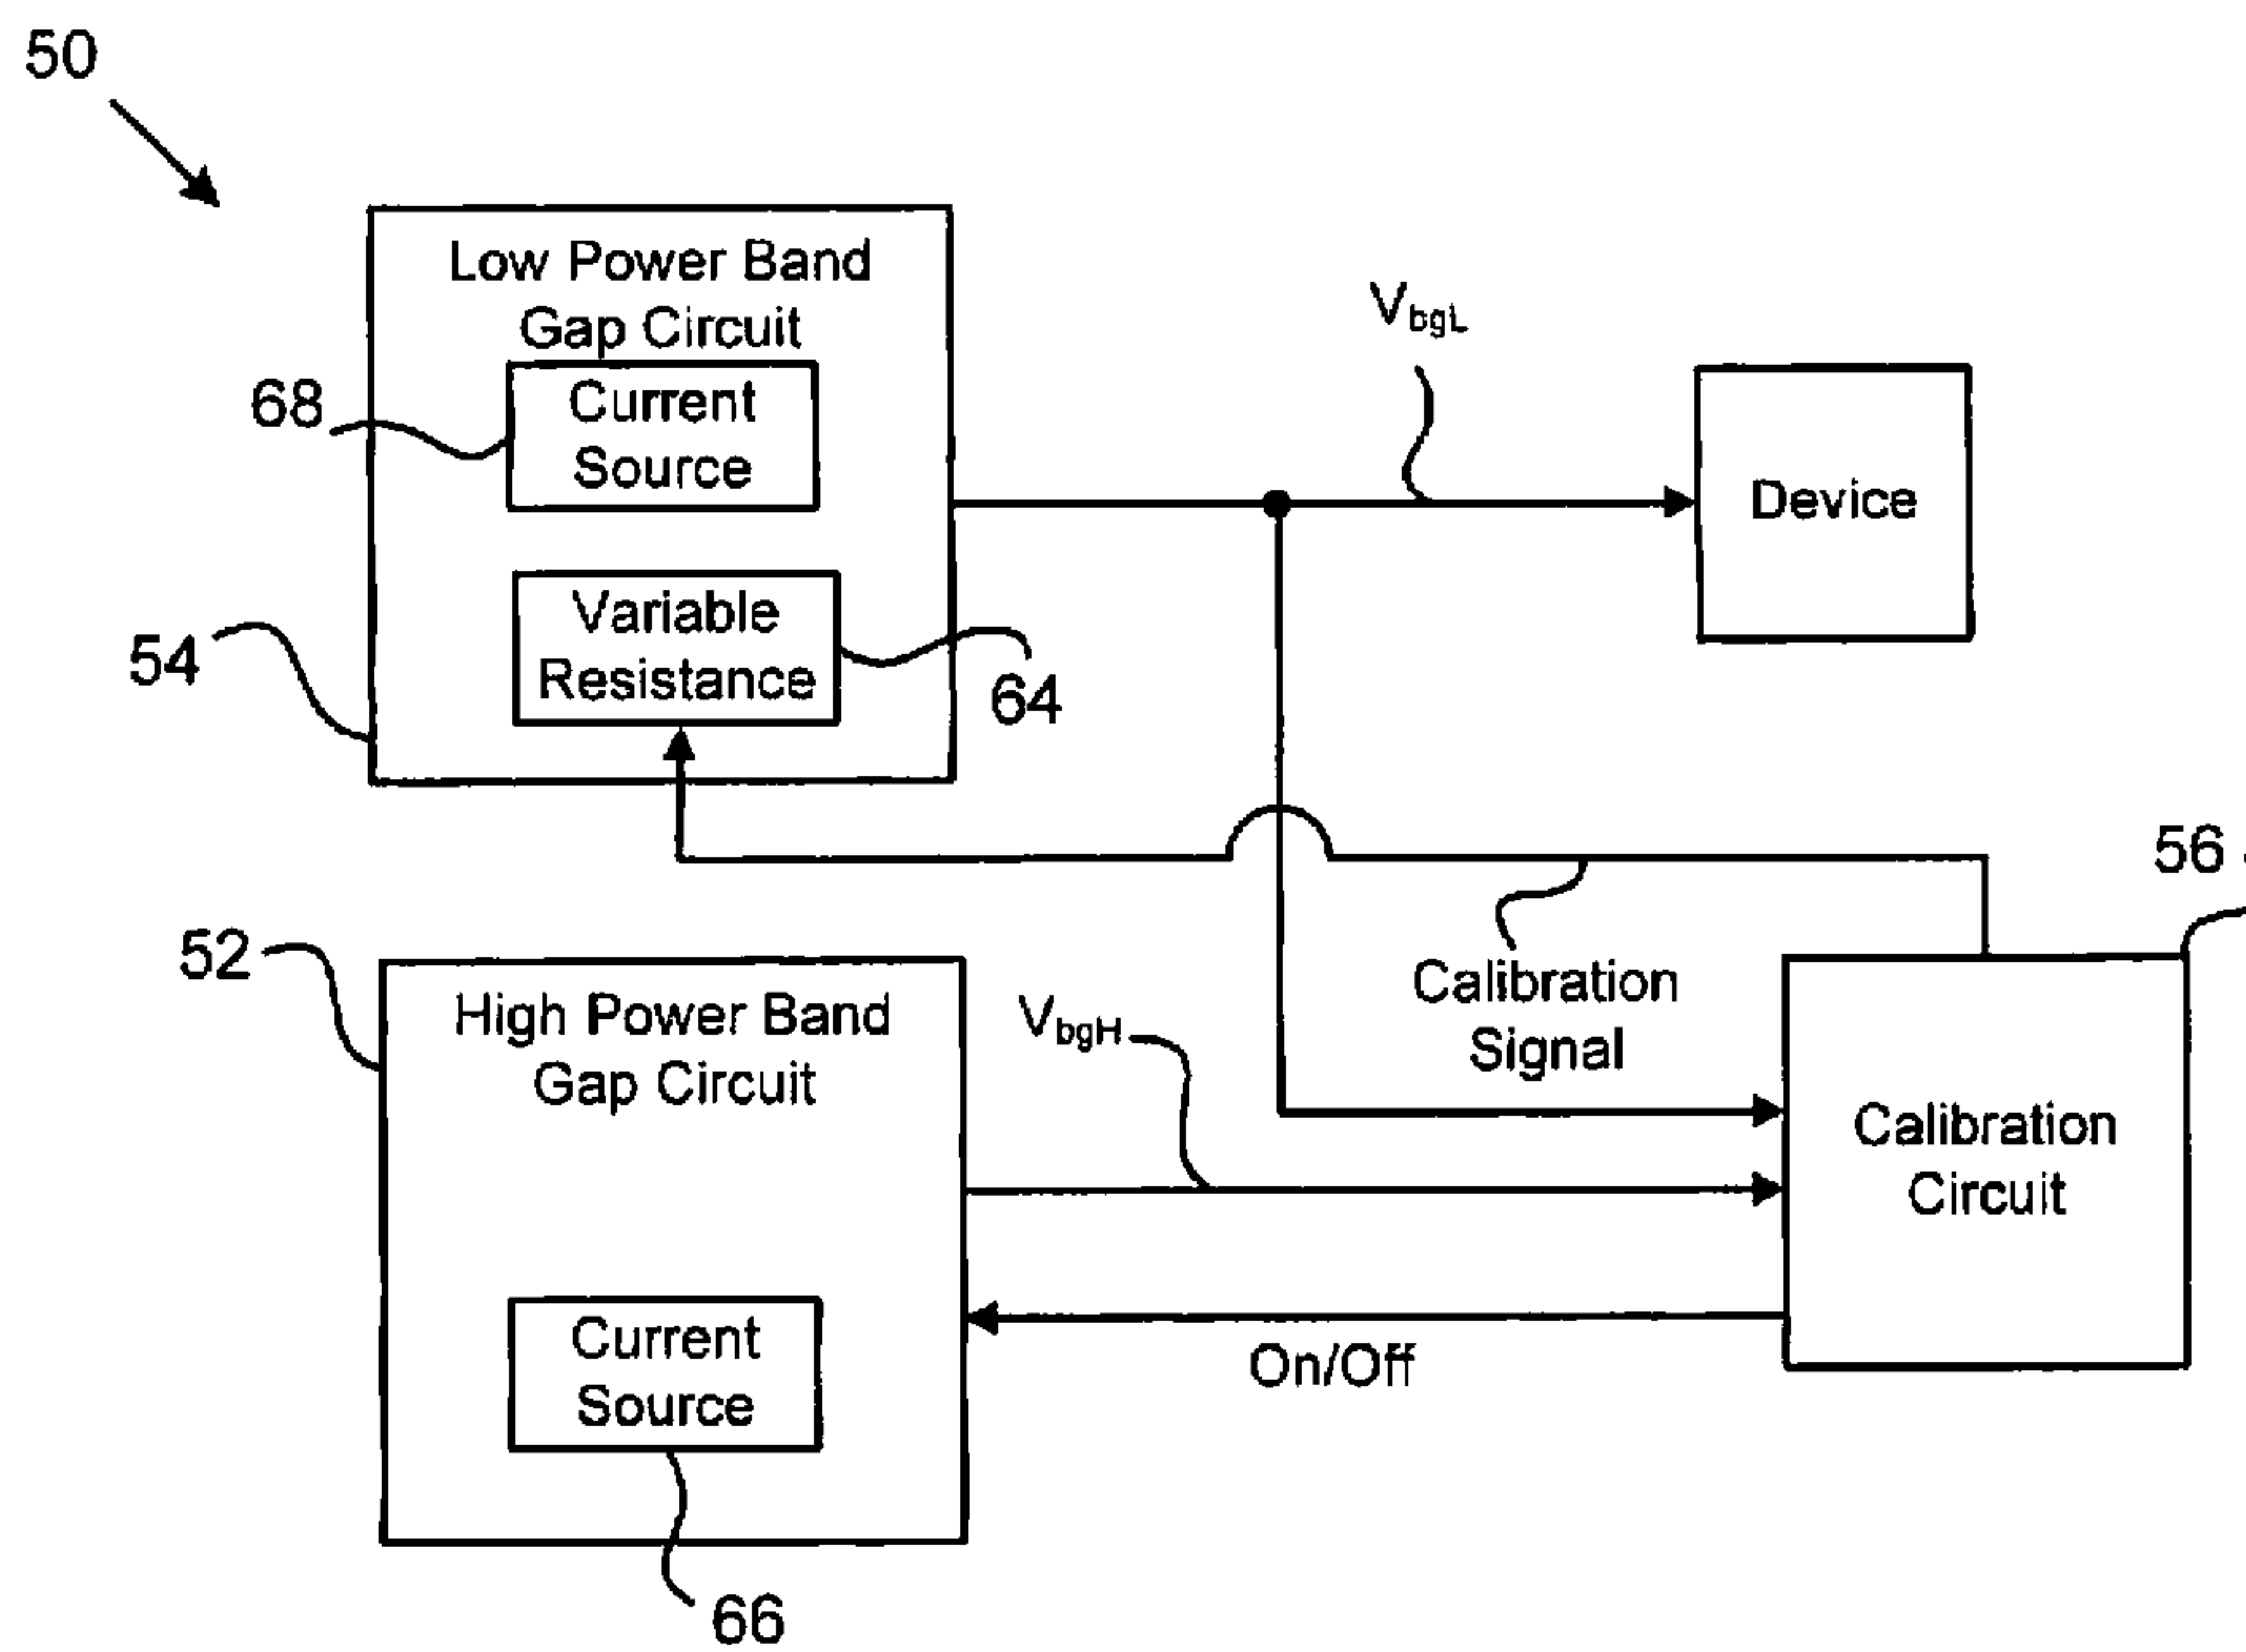 50
Low Power Band
Gap Circuit
68
Current
Source
VbgL
Device
Variable
Resistance
54
64
56
52
High Power Band
Gap Circuit
VbgH
Calibration
Signal
Calibration
Circuit
Current
Source
On/Off
66